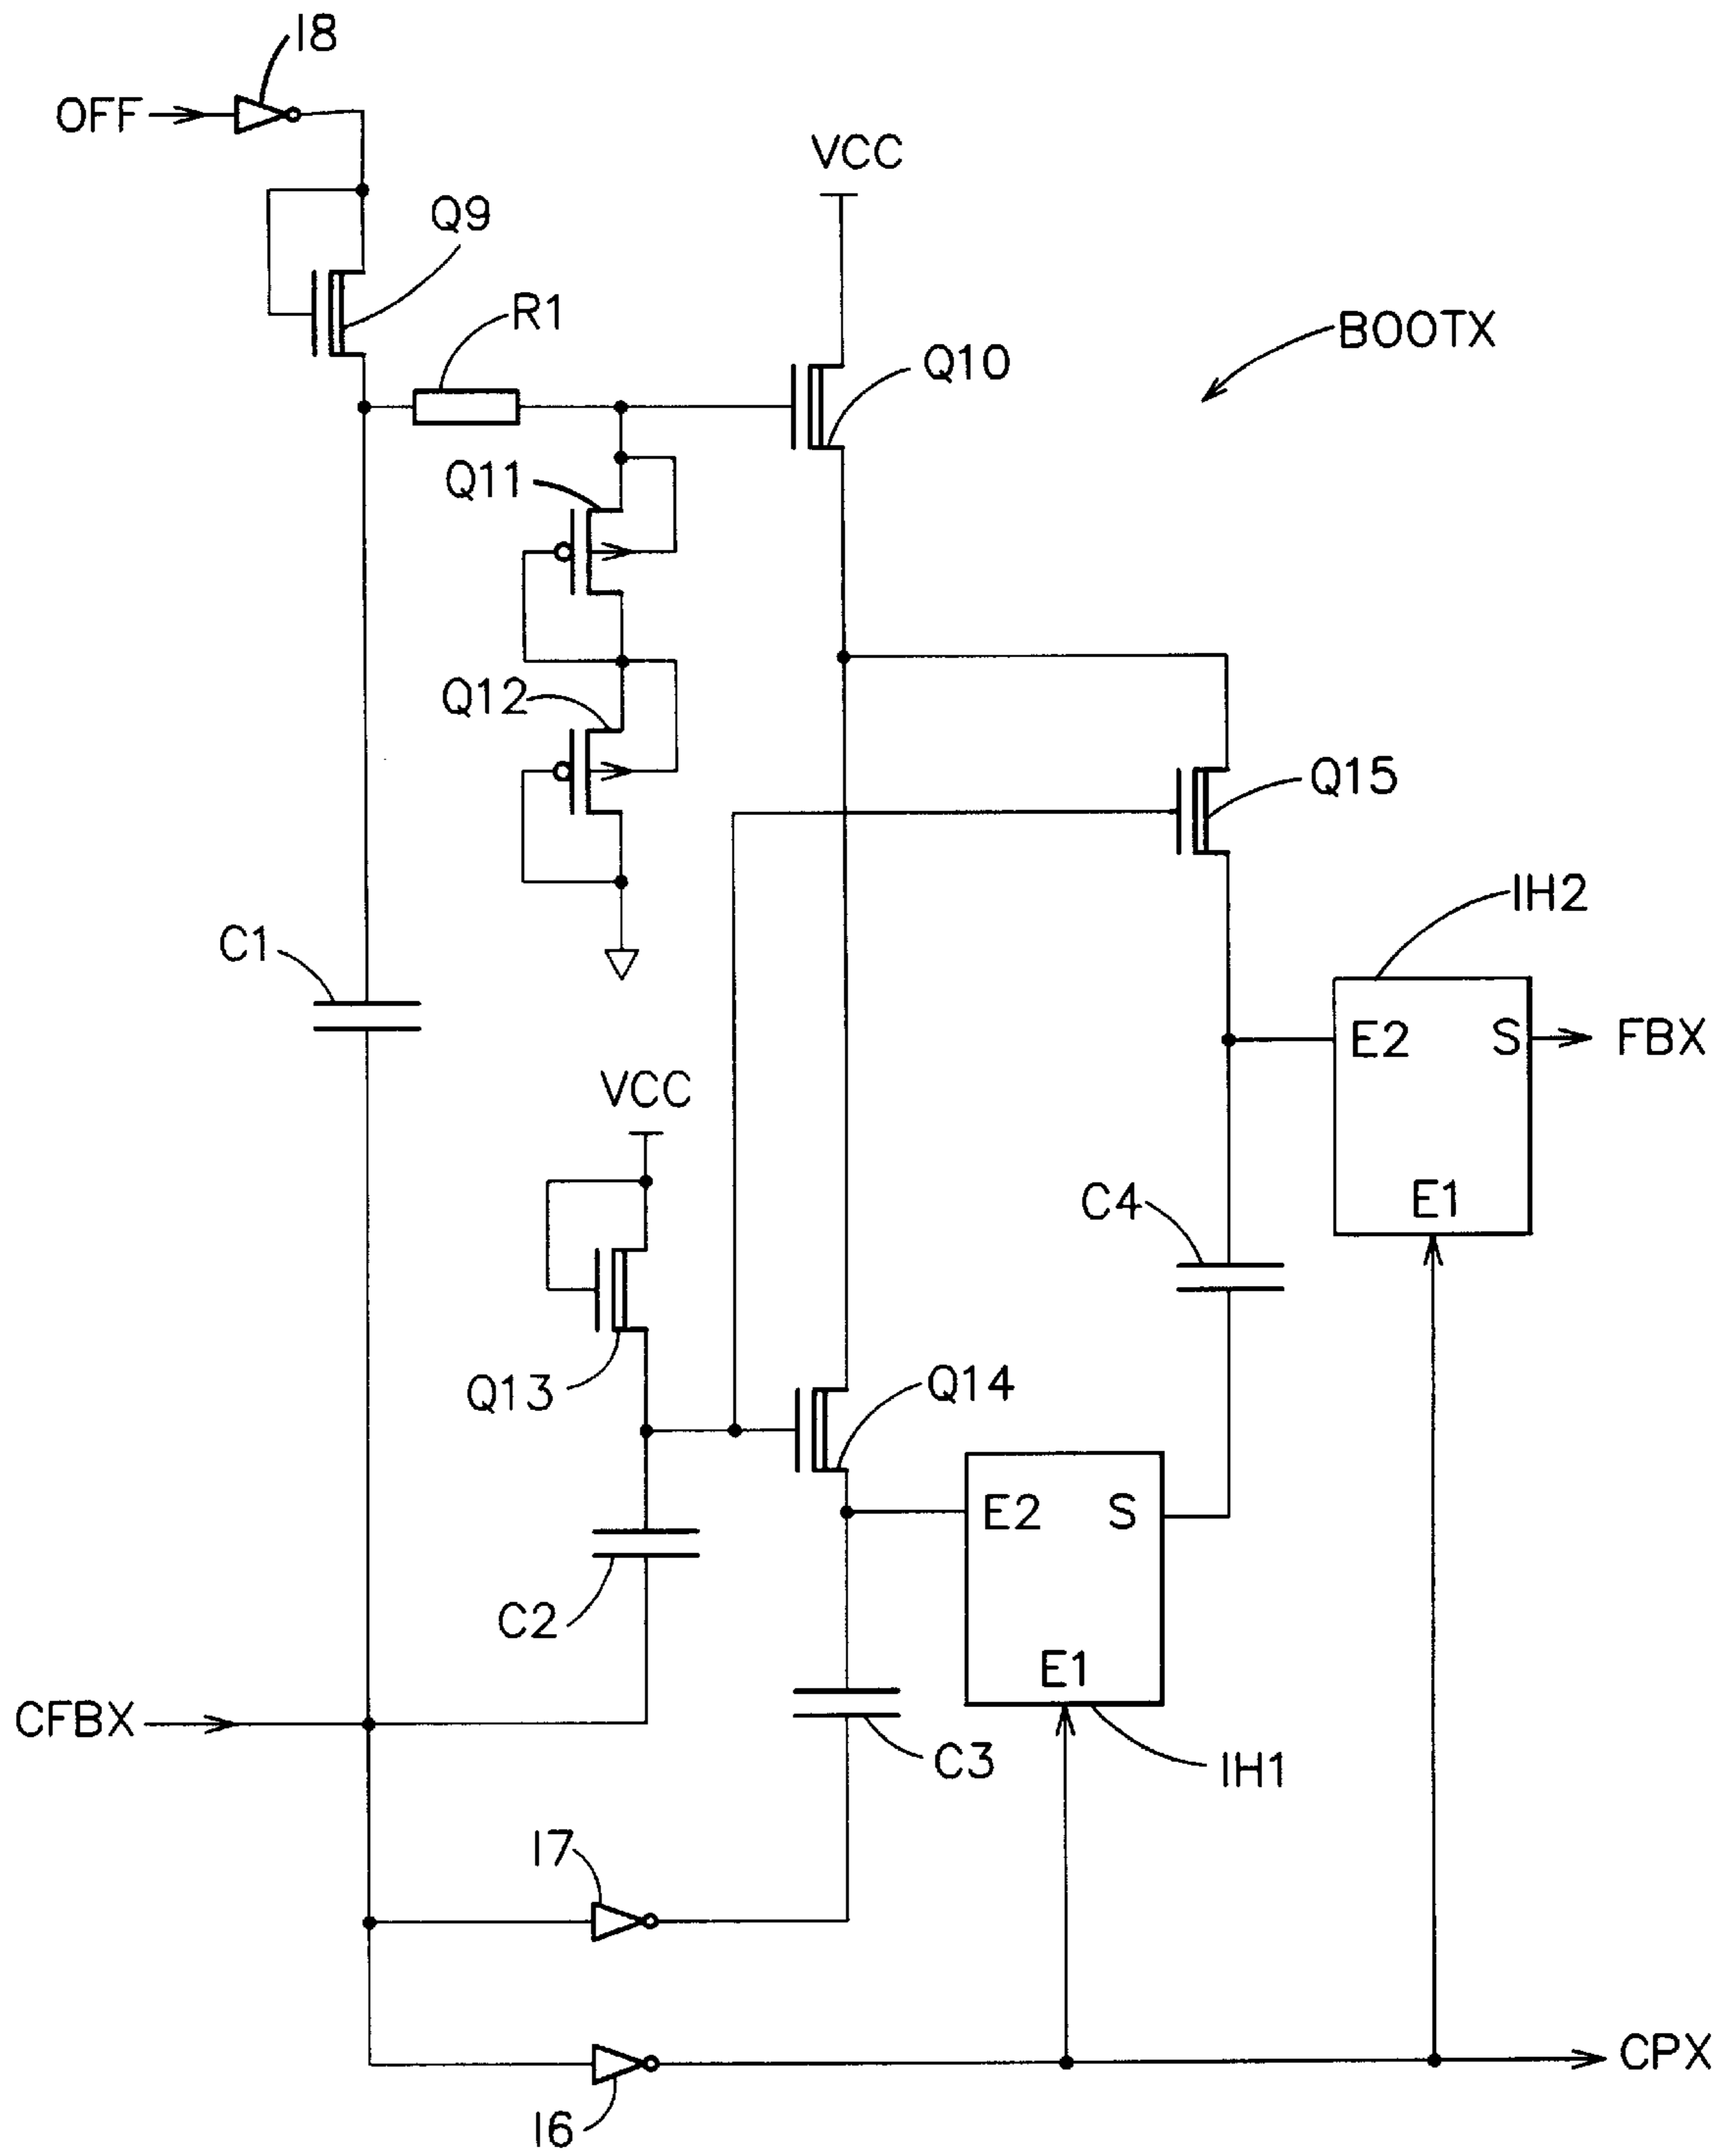 I8
OFF
VCC
Q9
R1
Q10
BOOTX
Q11
Q12
Q15
IH2
C1
E2 S
FBX
VCC
E1
C4
Q13
Q14
E2 S
C2
E1
CFBX
C3
IH1
I7
CPX
I6